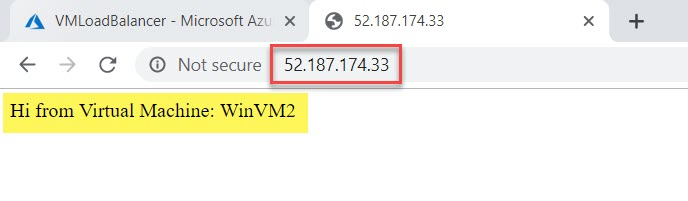 VMLoadBalancer - Microsoft Azu
52.187.174.33
Not secure
52.187.174.33
Hi from Virtual Machine: WinVM2